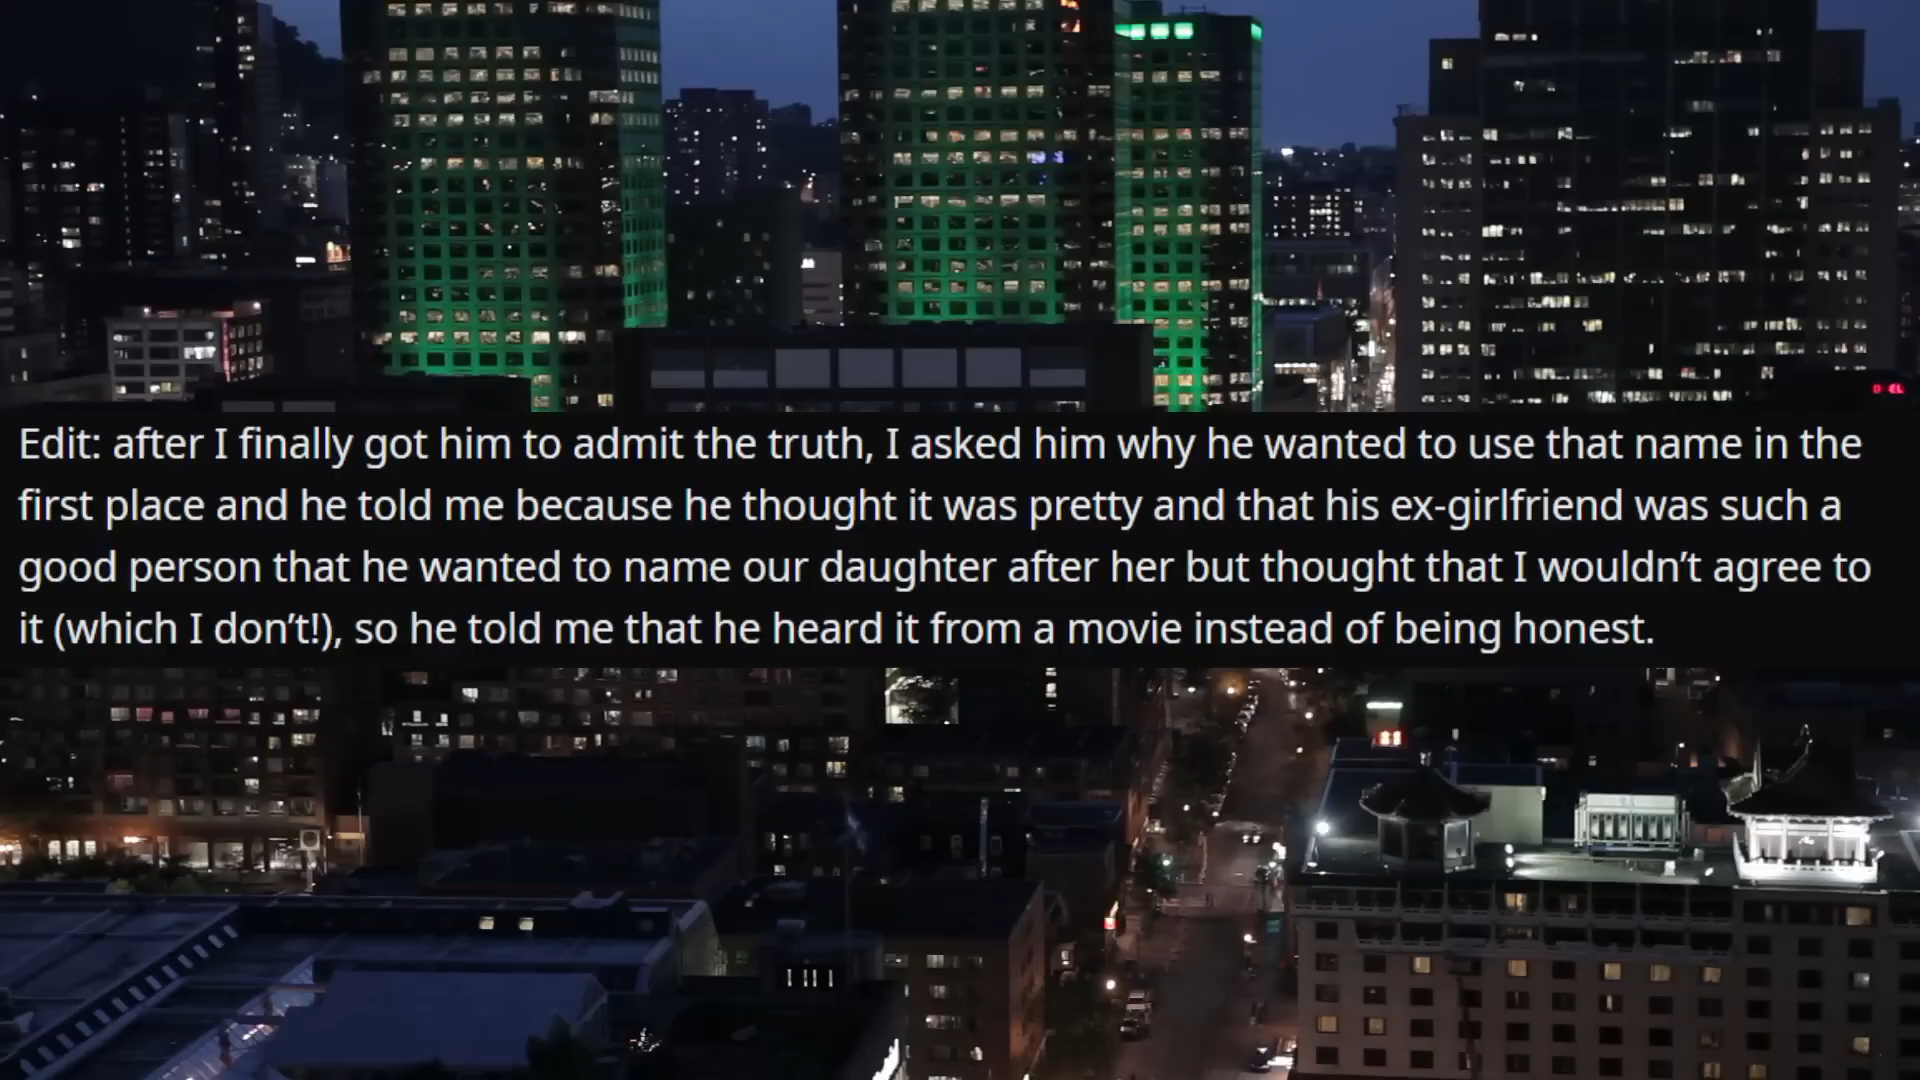 Edit: after I finally got him to admit the truth, I asked him why he wanted to use that name in the
first place and he told me because he thought it was pretty and that his ex-girlfriend was such a
good person that he wanted to name our daughter after her but thought that I wouldn’t agree to
it (which I don’t!), so he told me that he heard it from a movie instead of being honest.